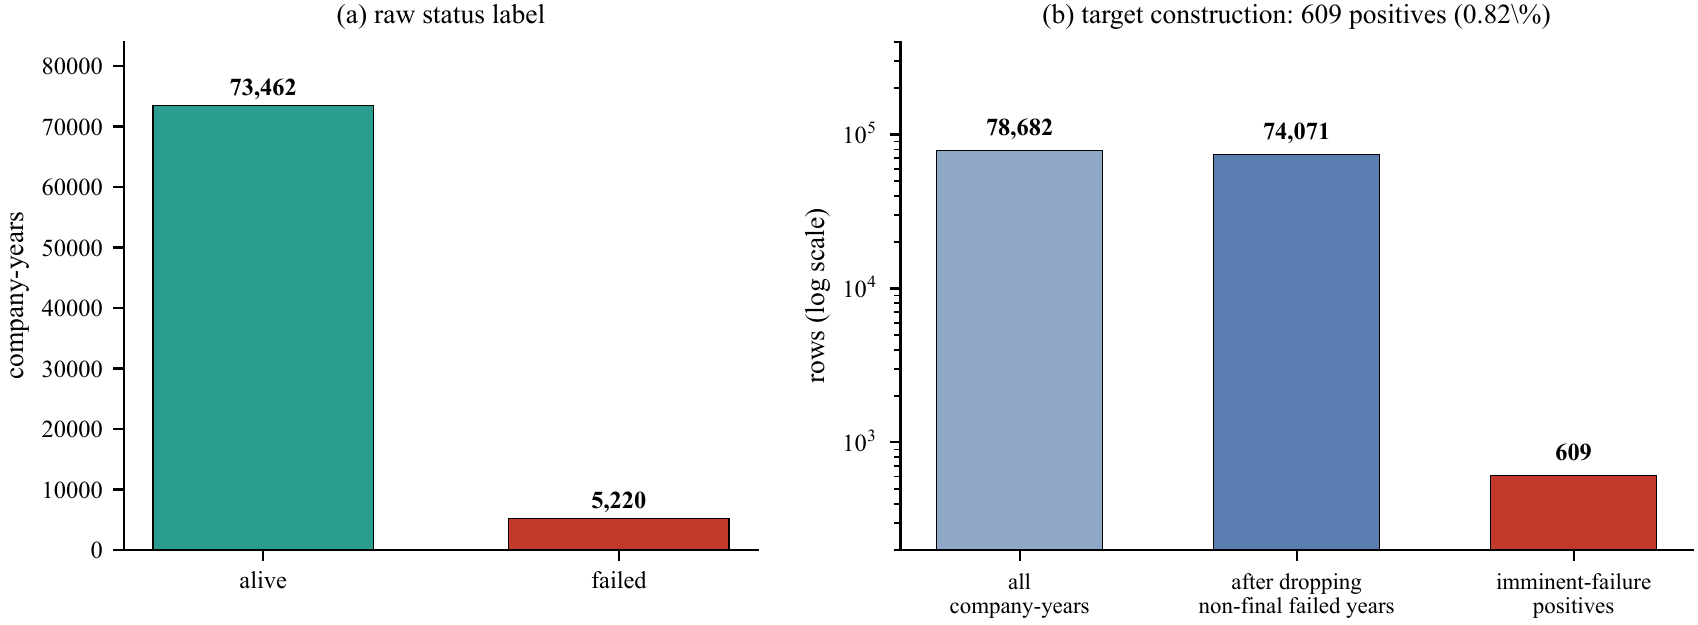 (a) raw status label
company-years
80000
70000
60000
50000
40000
30000
20000
10000
0
73,462
5,220
alive
failed
(b) target construction: 609 positives (0.82\%)
rows (log scale)
10^5
10^4
10^3
78,682
74,071
609
all
company-years
after dropping
non-final failed years
imminent-failure
positives